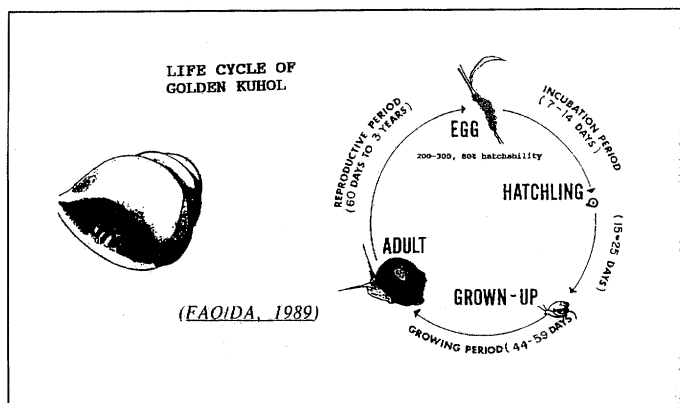 LIFE CYCLE OF
GOLDEN KUHOL
EGG
200-300, 80% hatchability
INCUBATION PERIOD
(7-14 DAYS)
HATCHLING
(15-25 DAYS)
GROWN-UP
GROWING PERIOD (44-59 DAYS)
ADULT
REPRODUCTIVE PERIOD
(60 DAYS TO 3 YEARS)
(FAO/DA, 1989)